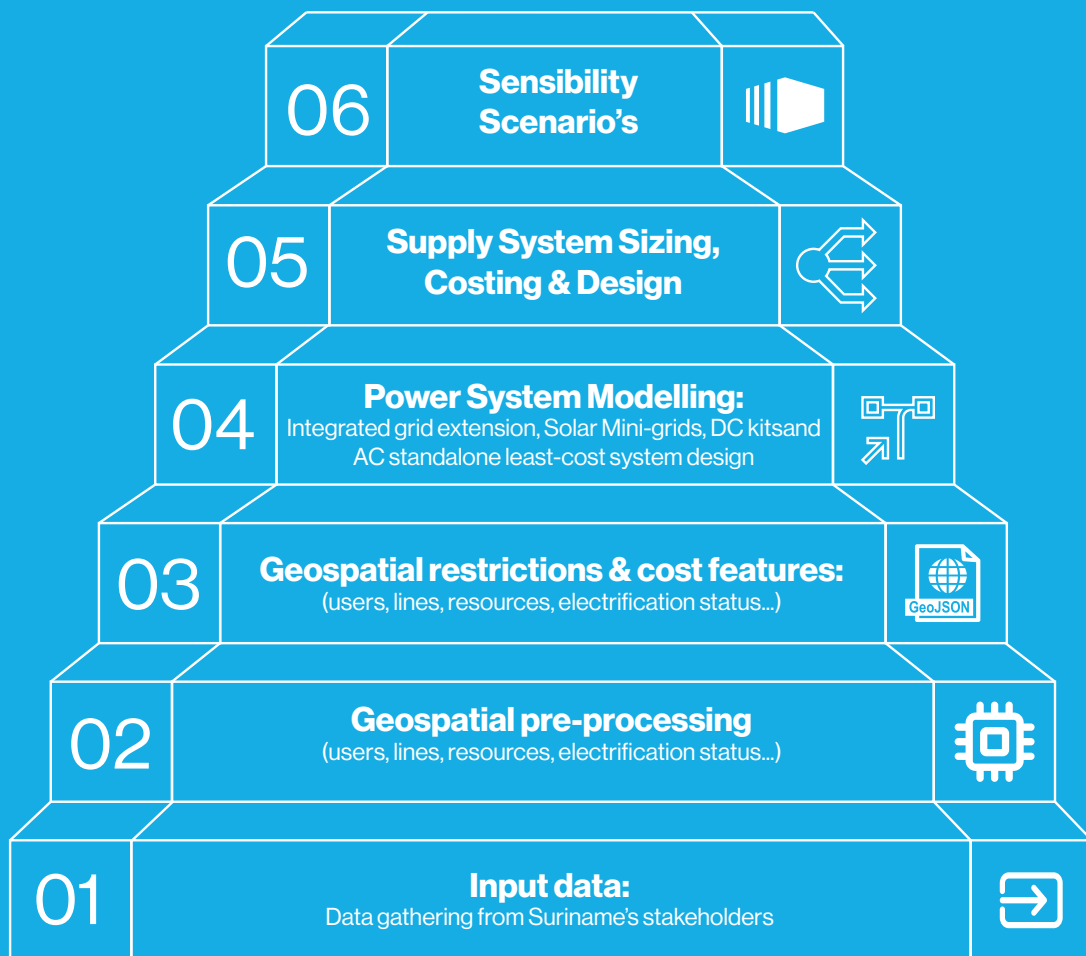 06
Sensibility
Scenario's
05
Supply System Sizing,
Costing & Design
04
Power System Modelling:
Integrated grid extension, Solar Mini-grids, DC kitsand
AC standalone least-cost system design
03
Geospatial restrictions & cost features:
(users, lines, resources, electrification status...)
GeoJSON
02
Geospatial pre-processing
(users, lines, resources, electrification status...)
01
Input data:
Data gathering from Suriname's stakeholders